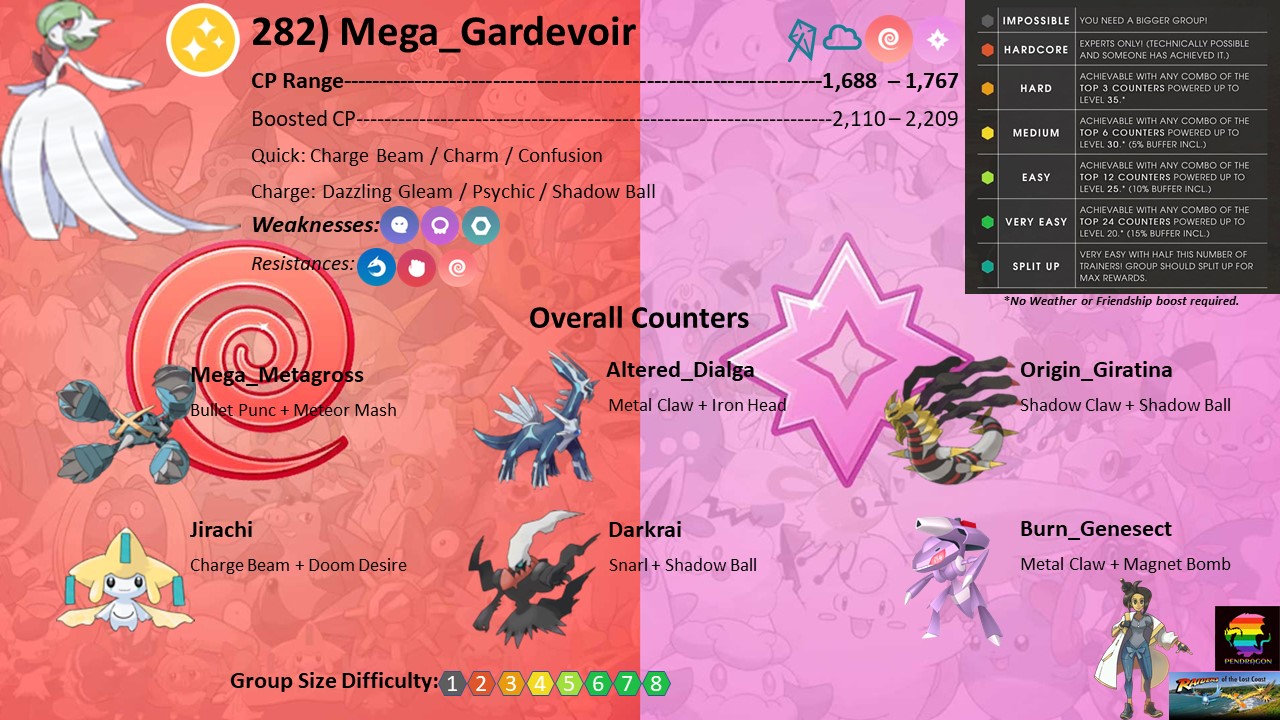 282) Mega_Gardevoir
CP Range------------------------------------------------------------------------------------1,688 – 1,767
Boosted CP------------------------------------------------------------------------------------2,110 – 2,209
Quick: Charge Beam / Charm / Confusion
Charge: Dazzling Gleam / Psychic / Shadow Ball
Weaknesses:
Resistances:
IMPOSSIBLE YOU NEED A BIGGER GROUP!
HARDCORE EXPERTS ONLY! (TECHNICALLY POSSIBLE
AND SOMEONE HAS ACHIEVED IT.)
HARD ACHIEVABLE WITH ANY COMBO OF THE
TOP 3 COUNTERS POWERED UP TO
LEVEL 35.*
MEDIUM ACHIEVABLE WITH ANY COMBO OF THE
TOP 6 COUNTERS POWERED UP TO
LEVEL 30.* (5% BUFFER INCL.)
EASY ACHIEVABLE WITH ANY COMBO OF THE
TOP 12 COUNTERS POWERED UP TO
LEVEL 25.* (10% BUFFER INCL.)
VERY EASY ACHIEVABLE WITH ANY COMBO OF THE
TOP 24 COUNTERS POWERED UP TO
LEVEL 20.* (15% BUFFER INCL.)
SPLIT UP VERY EASY WITH HALF THIS NUMBER OF
TRAINERS! GROUP SHOULD SPLIT UP FOR
MAX REWARDS.
*No Weather or Friendship boost required.
Overall Counters
Mega_Metagross
Bullet Punc + Meteor Mash
Altered_Dialga
Metal Claw + Iron Head
Origin_Giratina
Shadow Claw + Shadow Ball
Jirachi
Charge Beam + Doom Desire
Darkrai
Snarl + Shadow Ball
Burn_Genesect
Metal Claw + Magnet Bomb
Group Size Difficulty: 1 2 3 4 5 6 7 8
PENDRAGON
RAIDERS of the Lost Coast